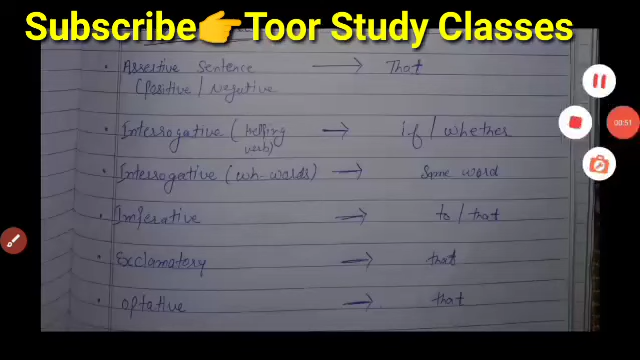 Subscribe👉Toor Study Classes
• Assertive Sentence → That
(positive / Negative
• Interrogative (helping verb) → if / whether
• Interrogative (wh-words) → Same word
• Imperative → to / that
• Exclamatory → that
• optative → that
00:51